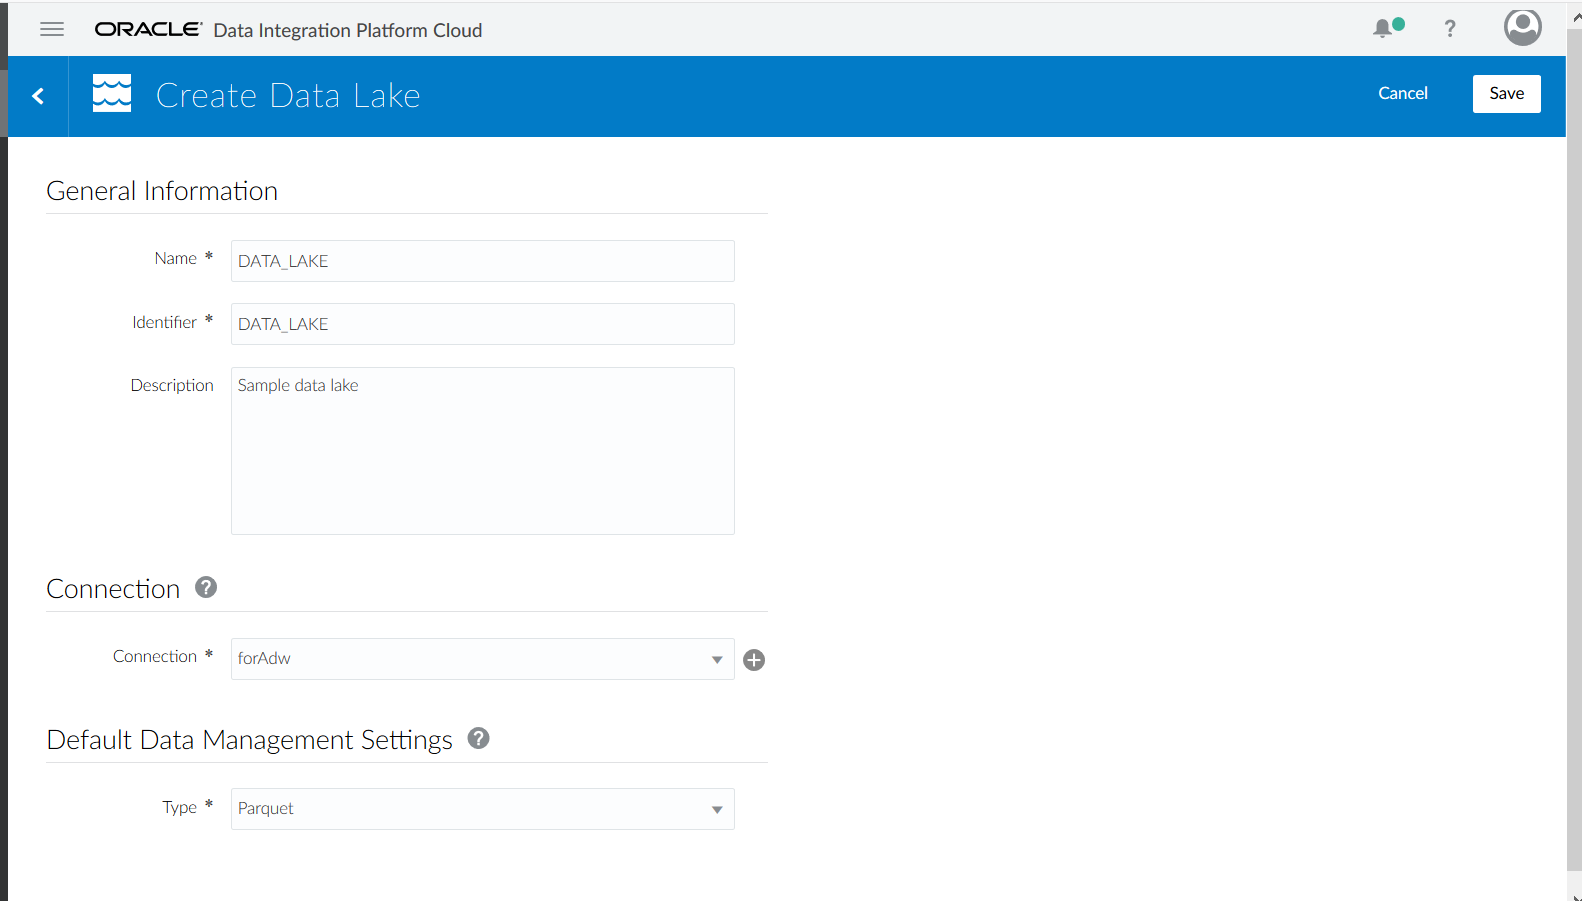 ORACLE Data Integration Platform Cloud
?
Create Data Lake
Cancel
Save
General Information
Name *
DATA_LAKE
Identifier *
DATA_LAKE
Description
Sample data lake
Connection ?
Connection *
forAdw
Default Data Management Settings ?
Type *
Parquet